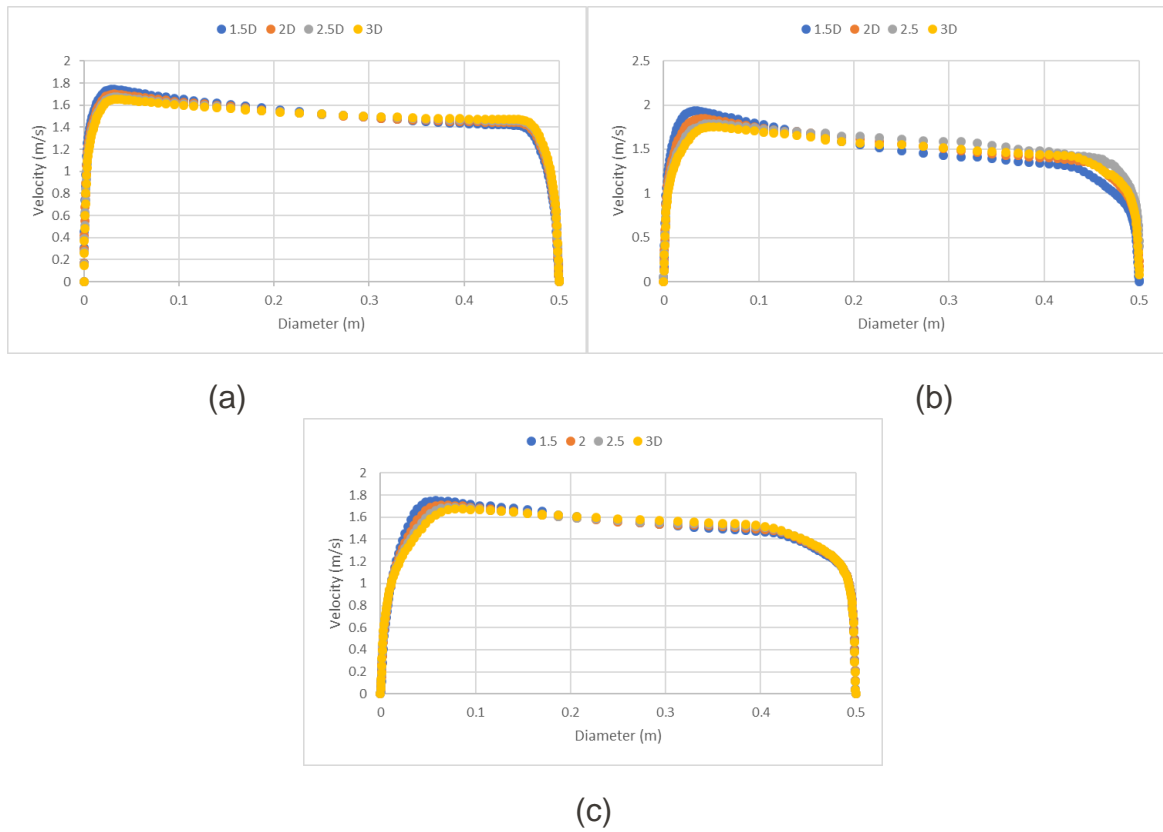 1.5D 2D 2.5D 3D
2
1.8
1.6
1.4
1.2
1
0.8
0.6
0.4
0.2
0
Velocity (m/s)
0 0.1 0.2 0.3 0.4 0.5
Diameter (m)
(a)
1.5D 2D 2.5 3D
2.5
2
1.5
1
0.5
0
Velocity (m/s)
0 0.1 0.2 0.3 0.4 0.5
Diameter (m)
(b)
1.5 2 2.5 3D
2
1.8
1.6
1.4
1.2
1
0.8
0.6
0.4
0.2
0
Velocity (m/s)
0 0.1 0.2 0.3 0.4 0.5
Diameter (m)
(c)